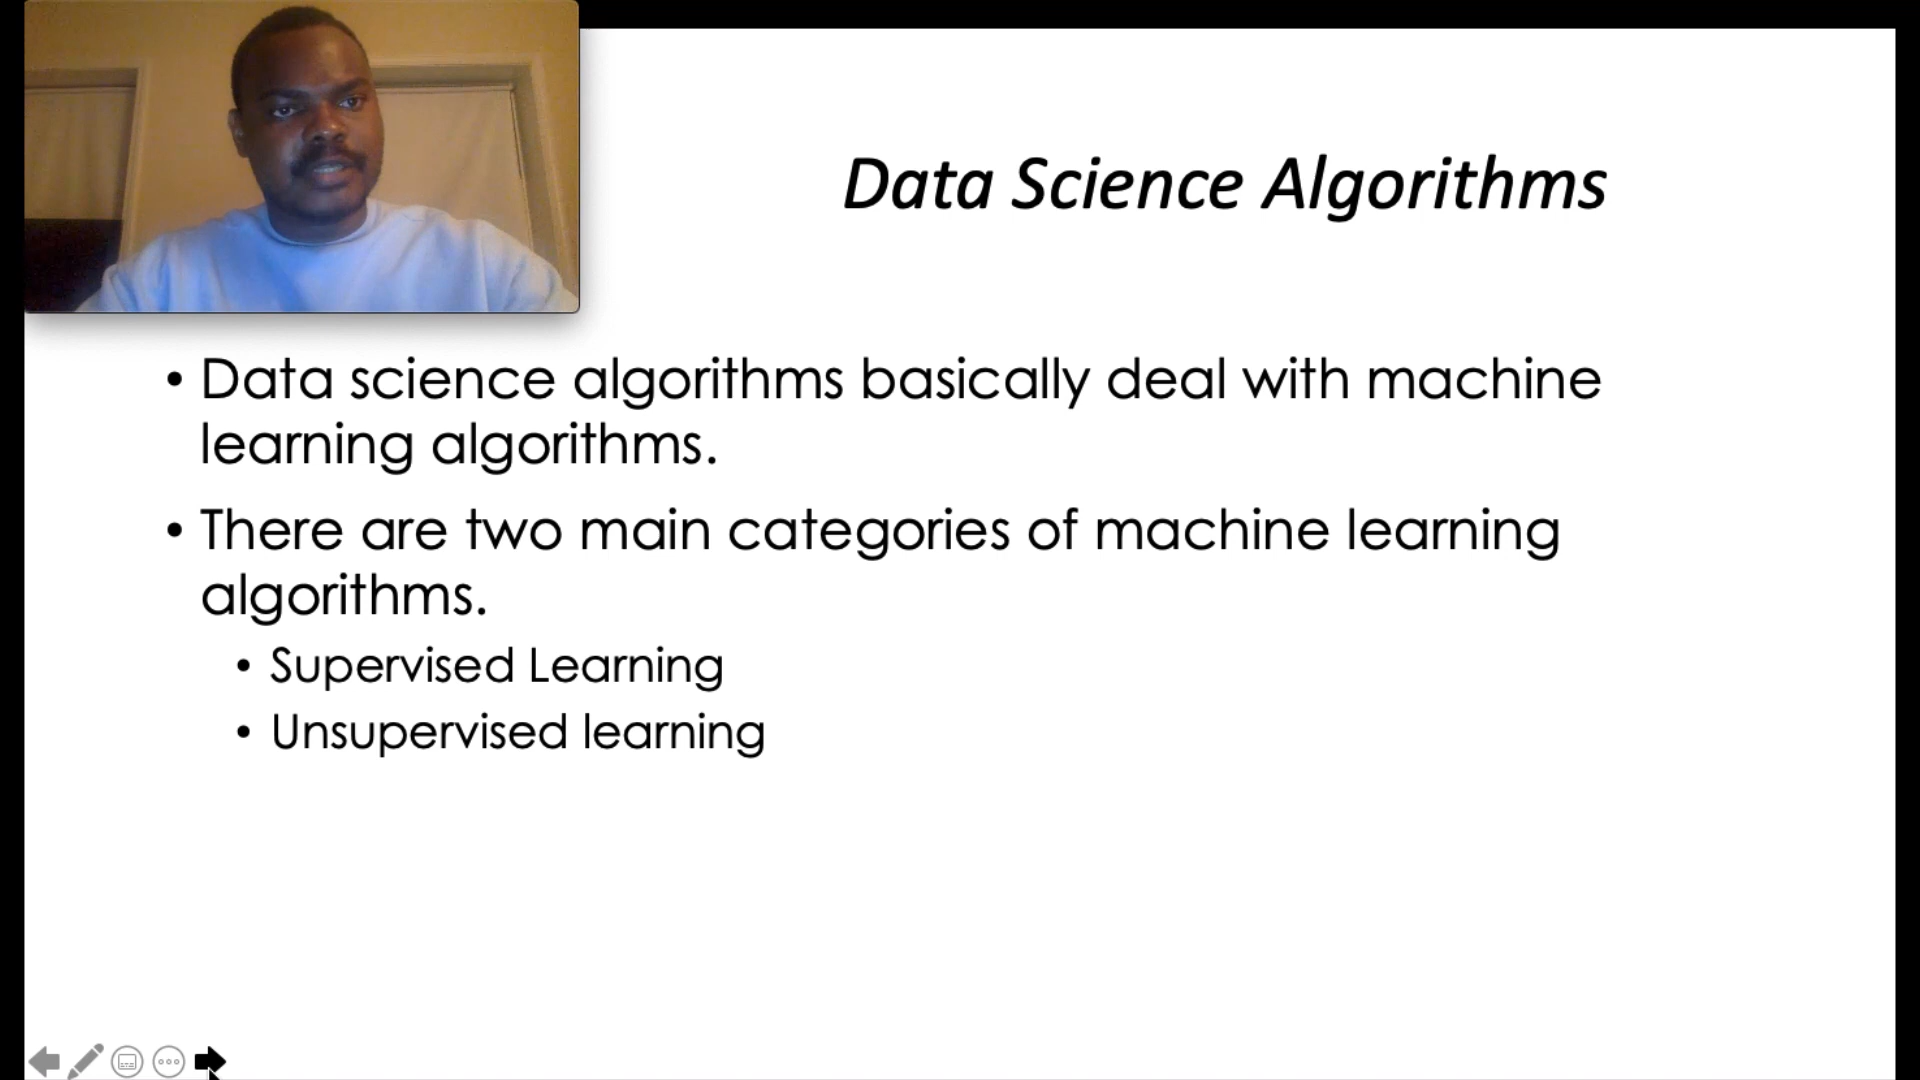 Data Science Algorithms
• Data science algorithms basically deal with machine
learning algorithms.
• There are two main categories of machine learning
algorithms.
• Supervised Learning
• Unsupervised learning